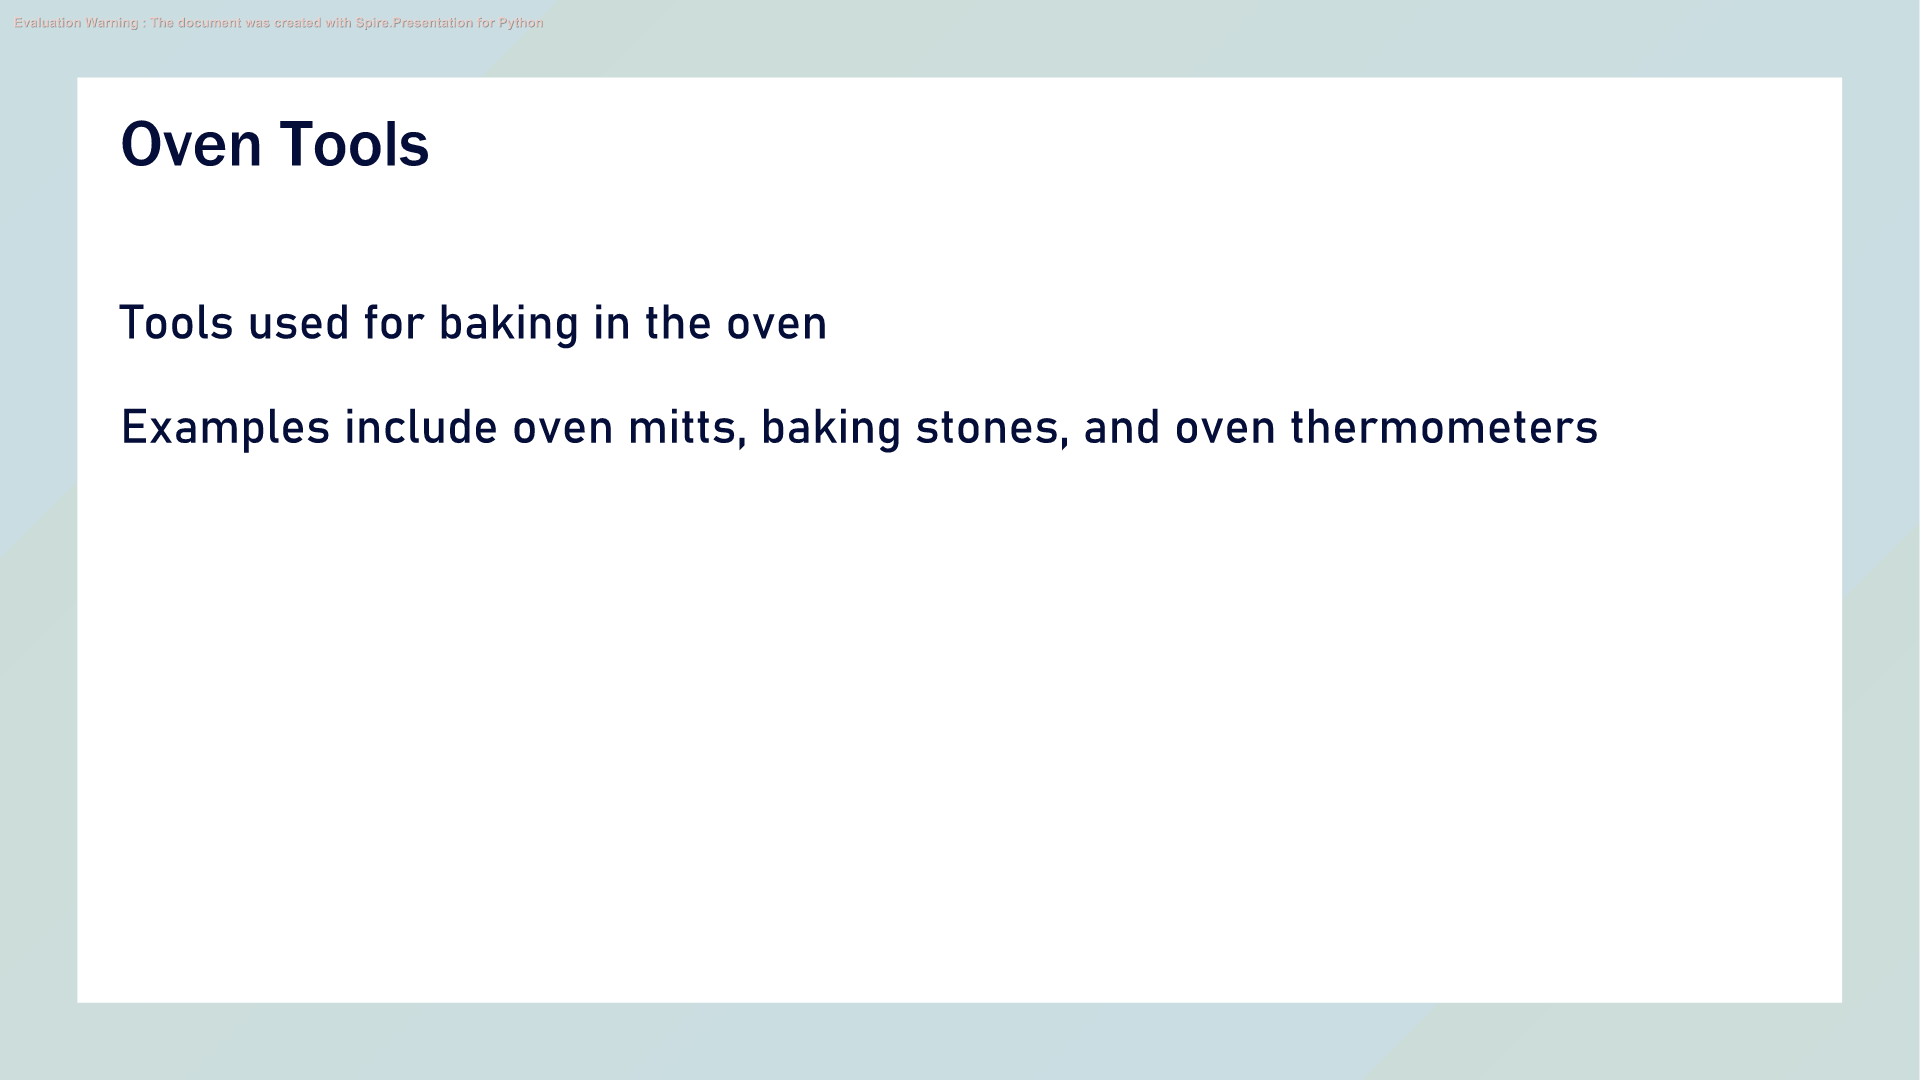 Evaluation Warning : The document was created with Spire.Presentation for Python
Oven Tools
Tools used for baking in the oven
Examples include oven mitts, baking stones, and oven thermometers